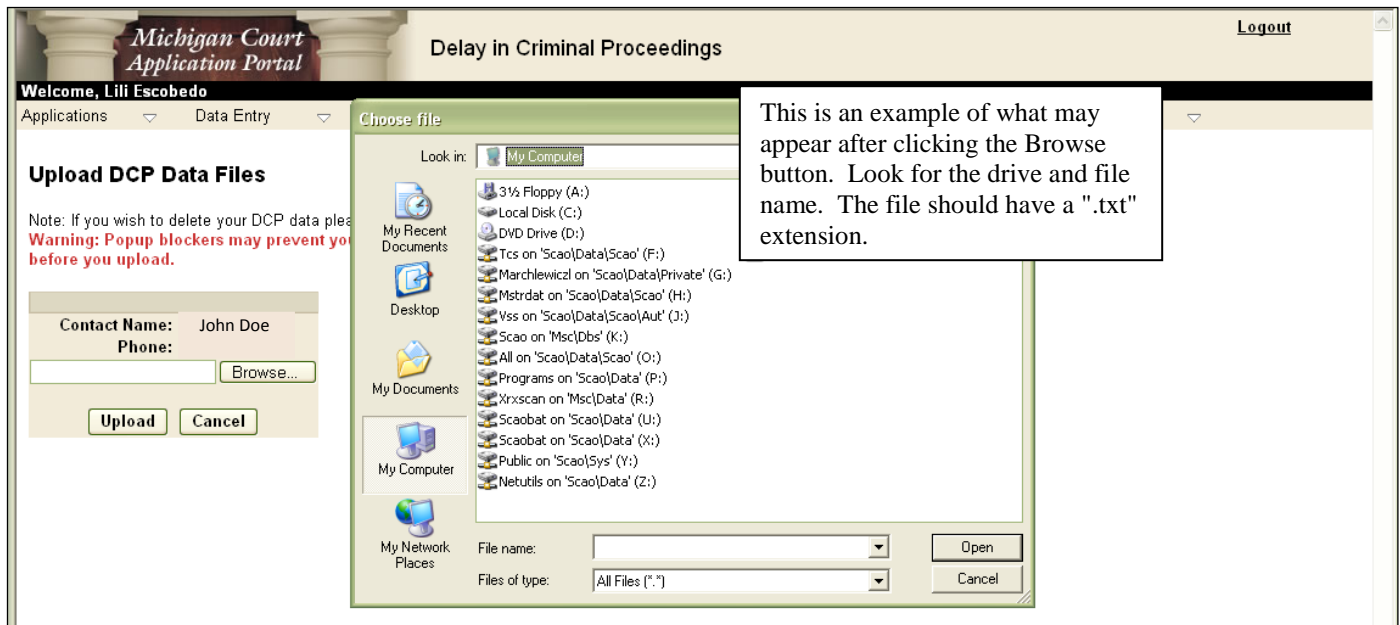 Michigan Court
Application Portal
Delay in Criminal Proceedings
Logout
Welcome, Lili Escobedo
Applications
Data Entry
Upload DCP Data Files
Note: If you wish to delete your DCP data plea
Warning: Popup blockers may prevent yo
before you upload.
Contact Name: John Doe
Phone:
Browse...
Upload Cancel
Choose file
Look in: My Computer
My Recent
Documents
Desktop
My Documents
My Computer
My Network
Places
3½ Floppy (A:)
Local Disk (C:)
DVD Drive (D:)
Tcs on 'Scao\Data\Scao' (F:)
Marchlewiczl on 'Scao\Data\Private' (G:)
Mstrdat on 'Scao\Data\Scao' (H:)
Vss on 'Scao\Data\Scao\Aut' (J:)
Scao on 'Msc\Dbs' (K:)
All on 'Scao\Data\Scao' (O:)
Programs on 'Scao\Data' (P:)
Xrxscan on 'Msc\Data' (R:)
Scaobat on 'Scao\Data' (U:)
Scaobat on 'Scao\Data' (X:)
Public on 'Scao\Sys' (Y:)
Netutils on 'Scao\Data' (Z:)
File name:
Open
Files of type: All Files (*.*)
Cancel
This is an example of what may
appear after clicking the Browse
button. Look for the drive and file
name. The file should have a ".txt"
extension.